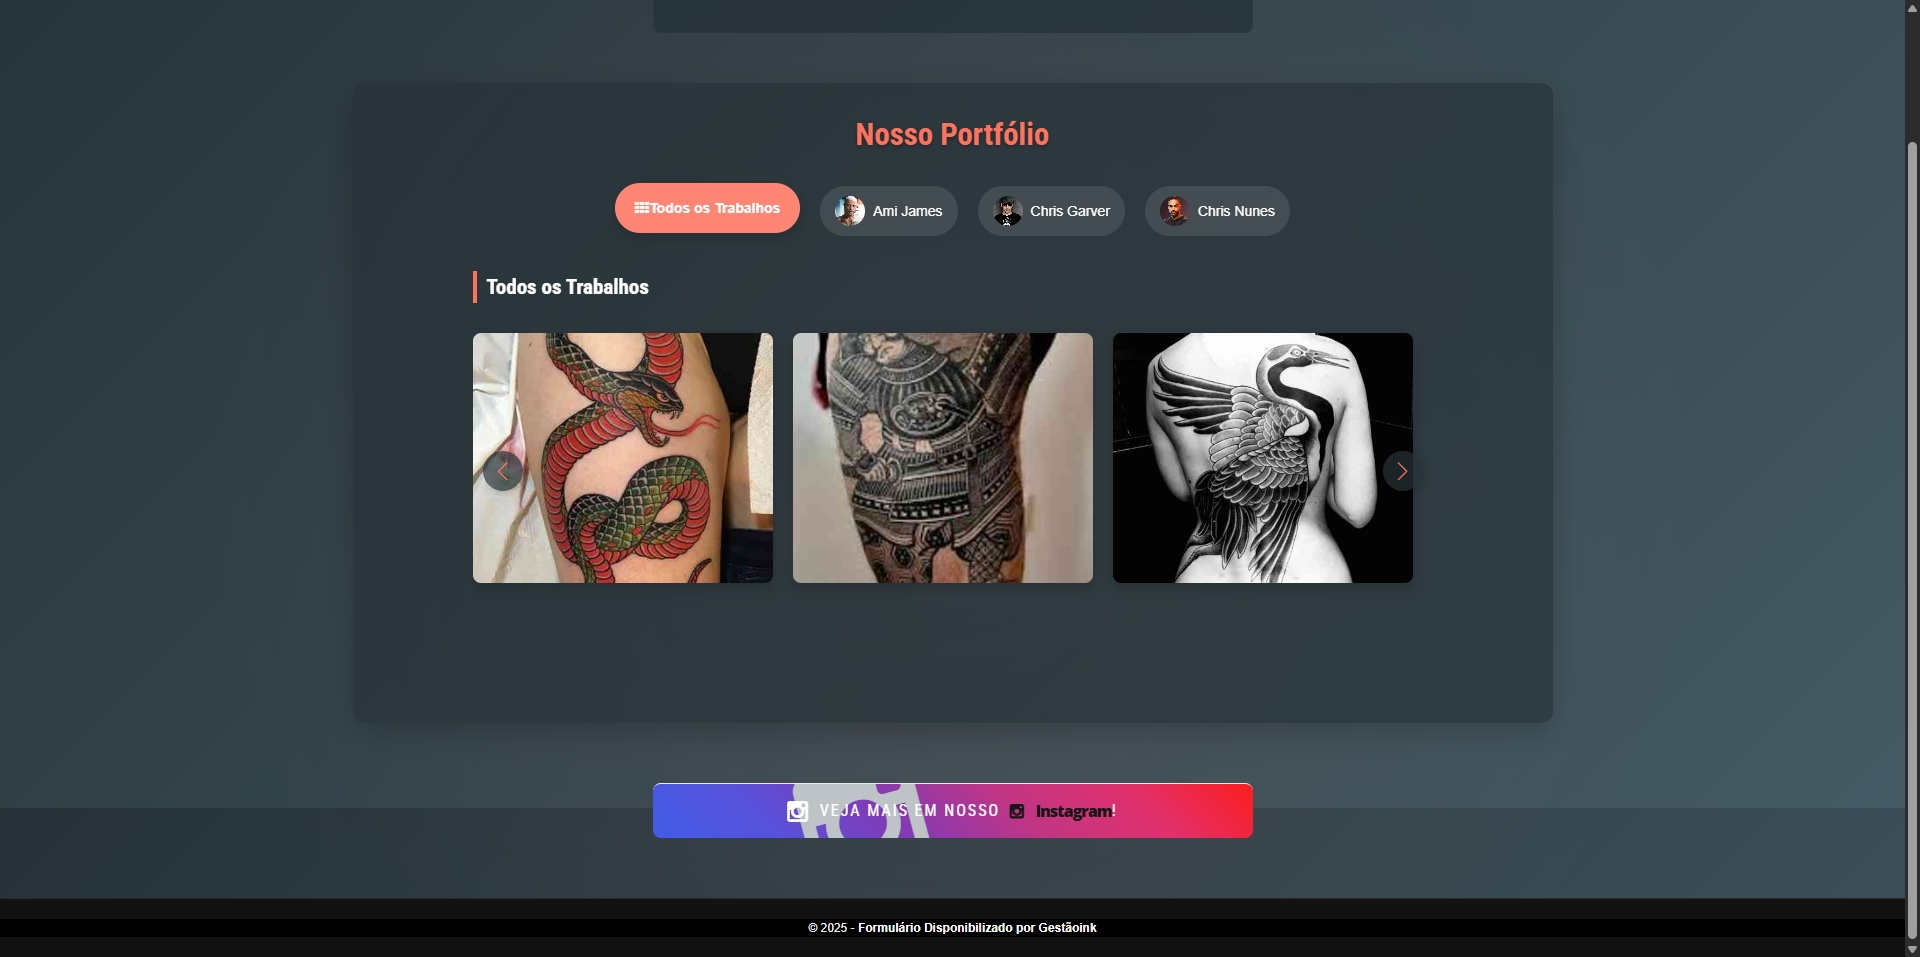 Nosso Portfólio
Todos os Trabalhos
Ami James
Chris Garver
Chris Nunes
Todos os Trabalhos
VEJA MAIS EM NOSSO Instagram!
© 2025 - Formulário Disponibilizado por Gestãoink